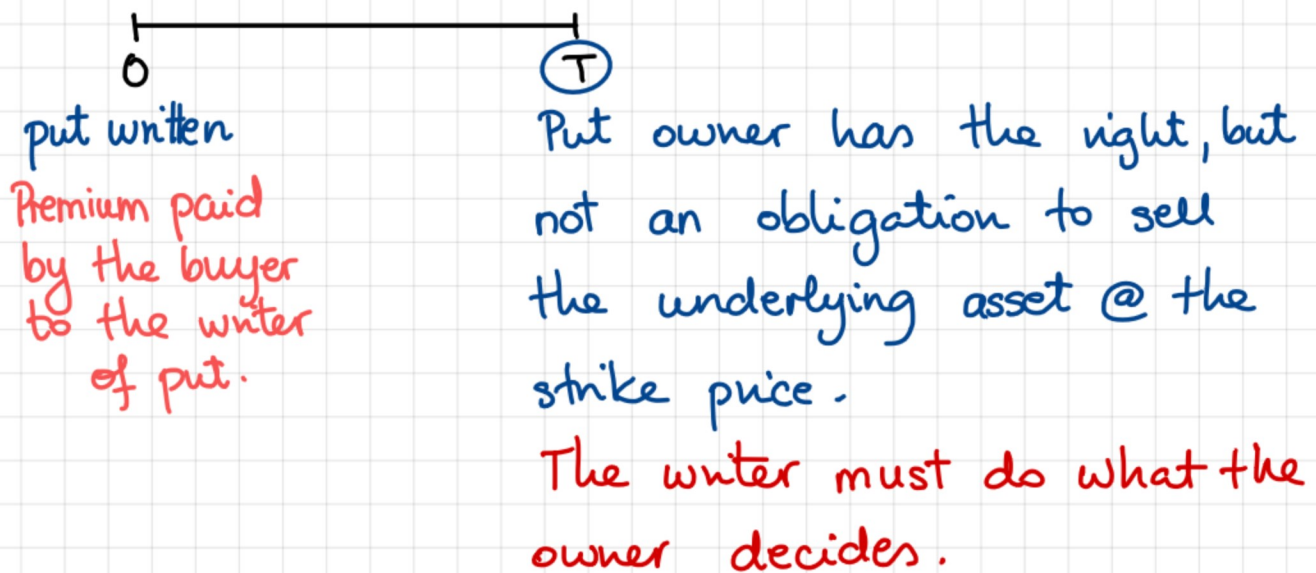 0
T
put written
Premium paid
by the buyer
to the writer
of put.
Put owner has the right, but
not an obligation to sell
the underlying asset @ the
strike price.
The writer must do what the
owner decides.